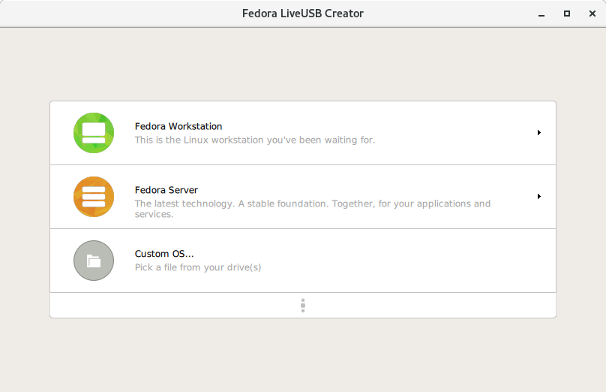 Fedora LiveUSB Creator
Fedora Workstation
This is the Linux workstation you've been waiting for.
Fedora Server
The latest technology. A stable foundation. Together, for your applications and
services.
Custom OS...
Pick a file from your drive(s)